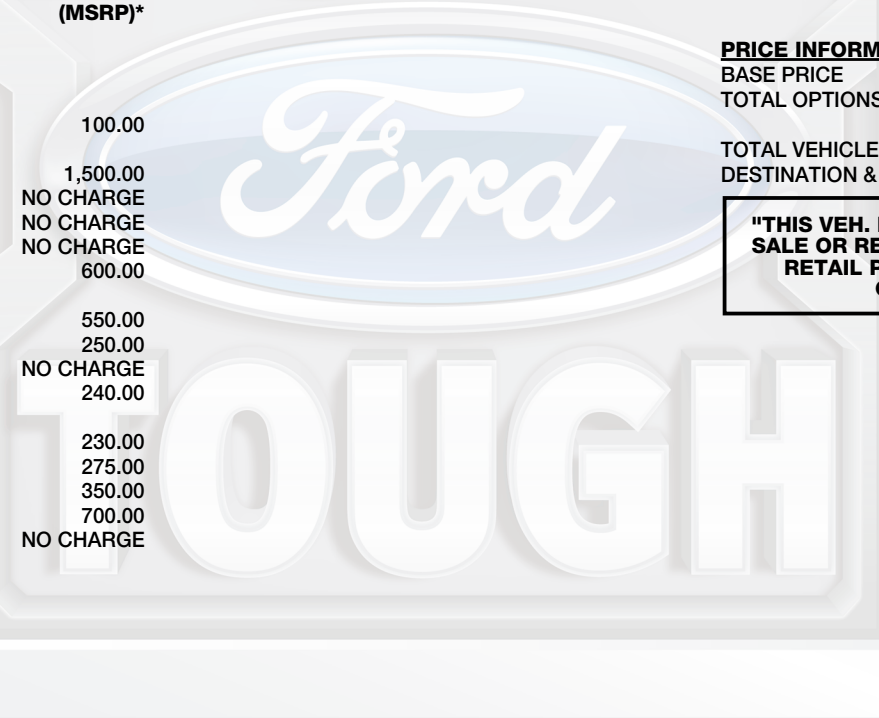 (MSRP)*
100.00
1,500.00
NO CHARGE
NO CHARGE
NO CHARGE
600.00
550.00
250.00
NO CHARGE
240.00
230.00
275.00
350.00
700.00
NO CHARGE
PRICE
BASE PRICE
TOTAL OPTIONS
TOTAL VEHICLE
DESTINATION &
"THIS VEH.
SALE OR
RETAIL
Ford
TOUGH